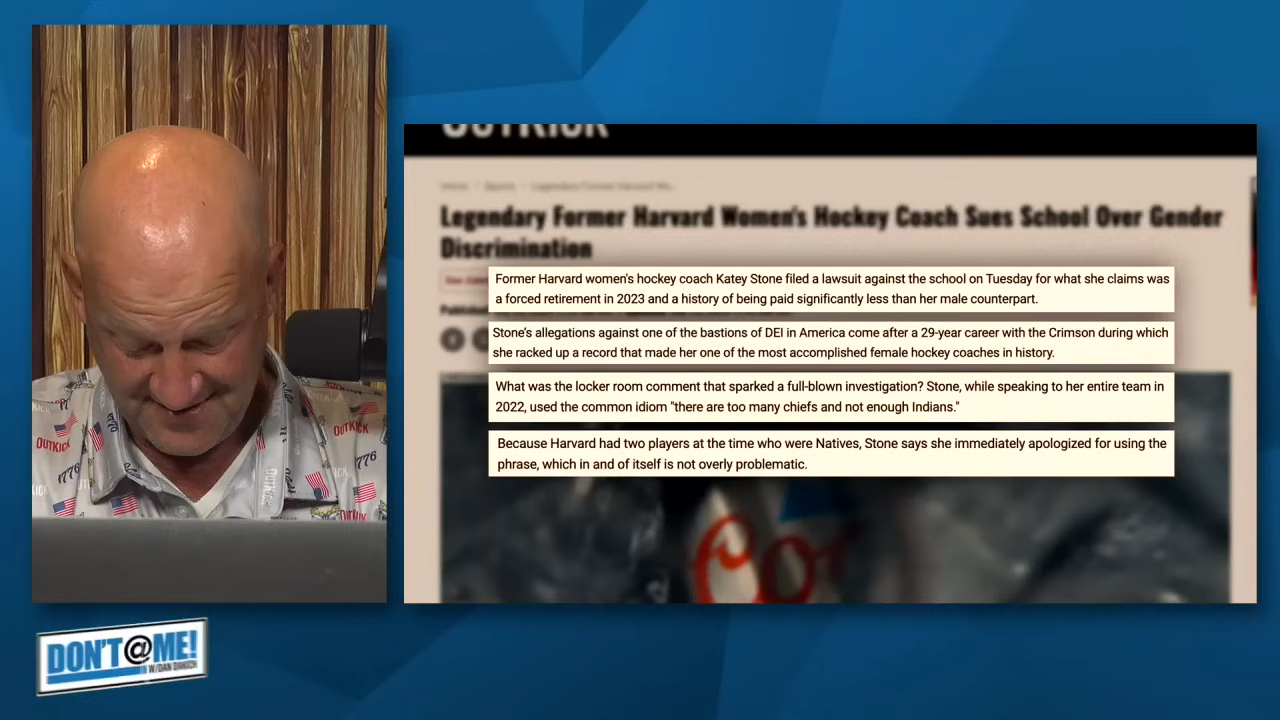 OUTKICK
Legendary Former Harvard Women's Hockey Coach Sues School Over Gender
Discrimination
Former Harvard women's hockey coach Katey Stone filed a lawsuit against the school on Tuesday for what she claims was
a forced retirement in 2023 and a history of being paid significantly less than her male counterpart.
Stone's allegations against one of the bastions of DEI in America come after a 29-year career with the Crimson during which
she racked up a record that made her one of the most accomplished female hockey coaches in history.
What was the locker room comment that sparked a full-blown investigation? Stone, while speaking to her entire team in
2022, used the common idiom "there are too many chiefs and not enough Indians."
Because Harvard had two players at the time who were Natives, Stone says she immediately apologized for using the
phrase, which in and of itself is not overly problematic.
OUTKICK
1776
1776
OUTKICK
DON'T @ ME!
W/DAN DAKICH